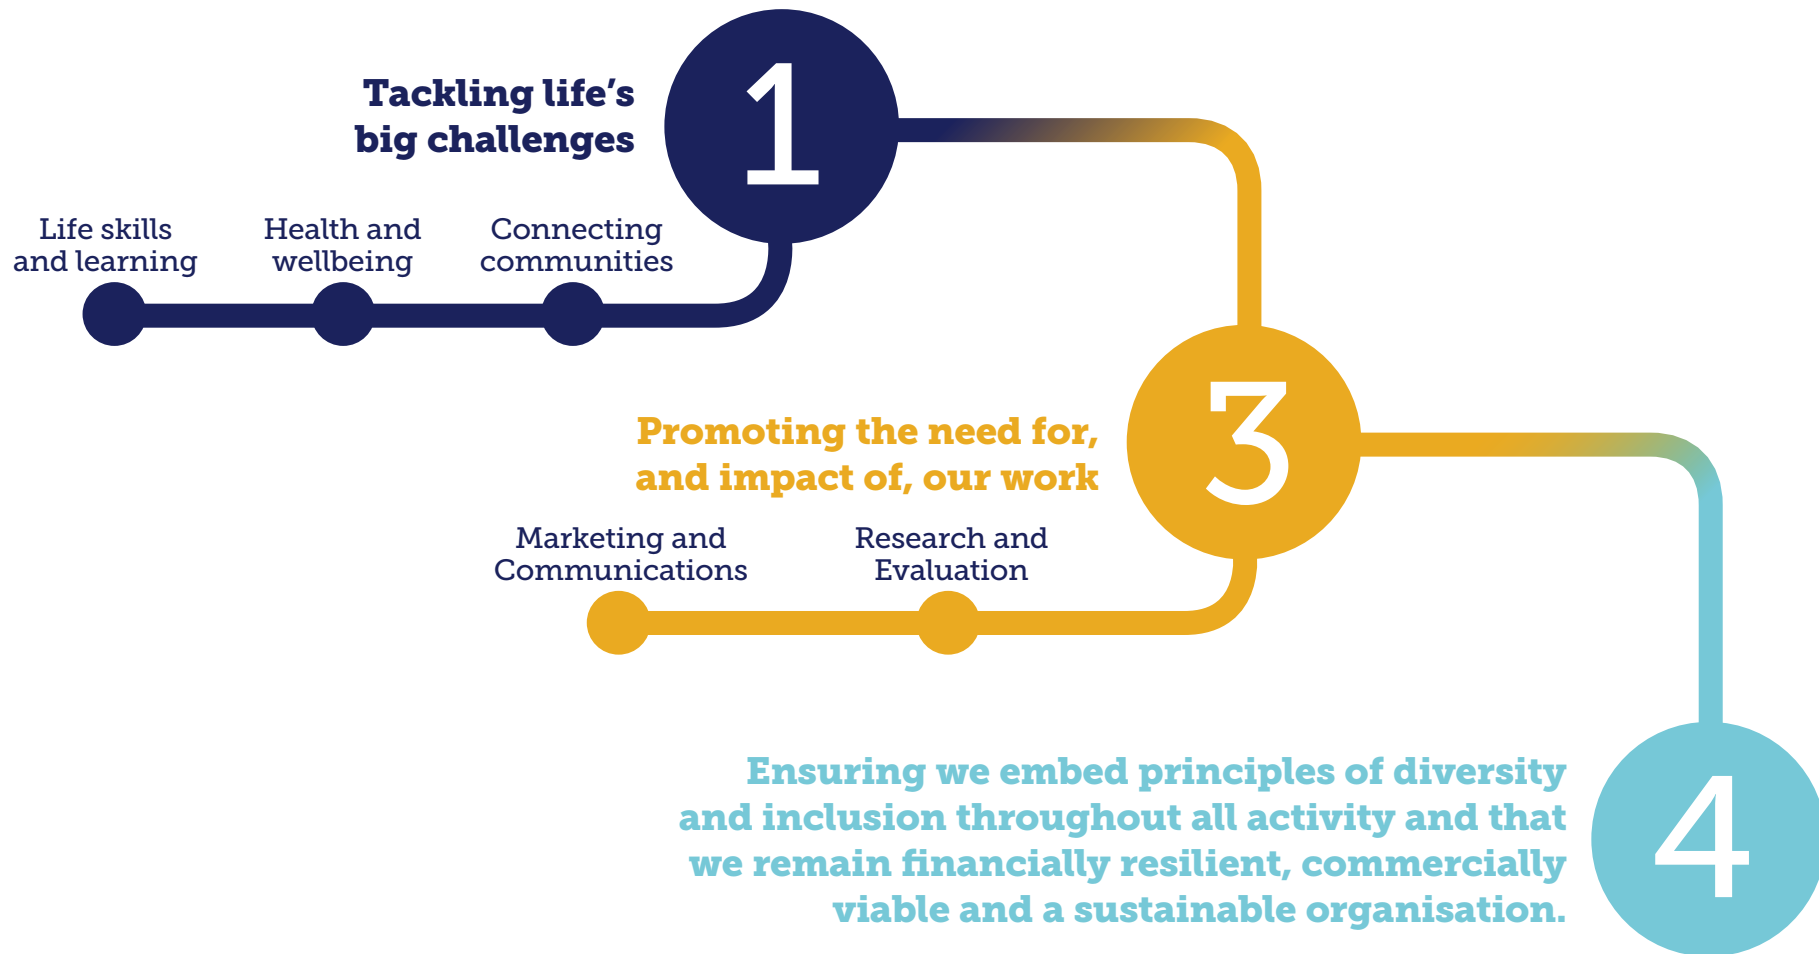 Tackling life’s
big challenges
1
Life skills
and learning
Health and
wellbeing
Connecting
communities
Promoting the need for,
and impact of, our work
3
Marketing and
Communications
Research and
Evaluation
Ensuring we embed principles of diversity
and inclusion throughout all activity and that
we remain financially resilient, commercially
viable and a sustainable organisation.
4